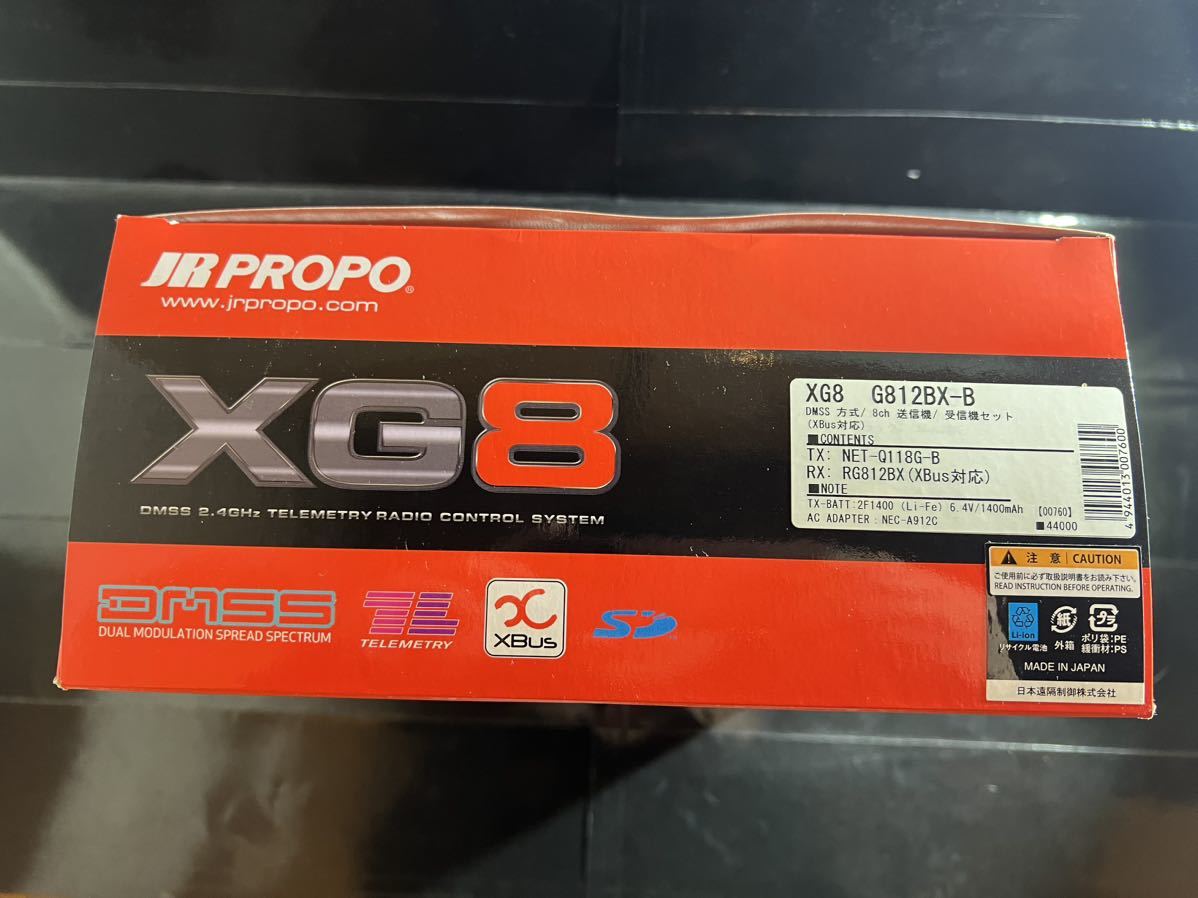 JR PROPO®
www.jrpropo.com
XG8
DMSS 2.4GHz TELEMETRY RADIO CONTROL SYSTEM
XG8 G812BX-B
DMSS 方式/ 8ch 送信機/ 受信機セット
(XBus対応)
■CONTENTS
TX: NET-Q118G-B
RX: RG812BX(XBus対応)
■NOTE
TX-BATT:2F1400 (Li-Fe) 6.4V/1400mAh 【00760】
AC ADAPTER : NEC-A912C ■44000
4 944013 007600
DMSS
DUAL MODULATION SPREAD SPECTRUM
TL
TELEMETRY
XBus
SD
注 意 CAUTION
ご使用前に必ず取扱説明書をお読み下さい。
READ INSTRUCTION BEFORE OPERATING.
Li-ion
リサイクル電池
紙
外箱
プラ
ポリ袋:PE
緩衝材:PS
MADE IN JAPAN
日本遠隔制御株式会社